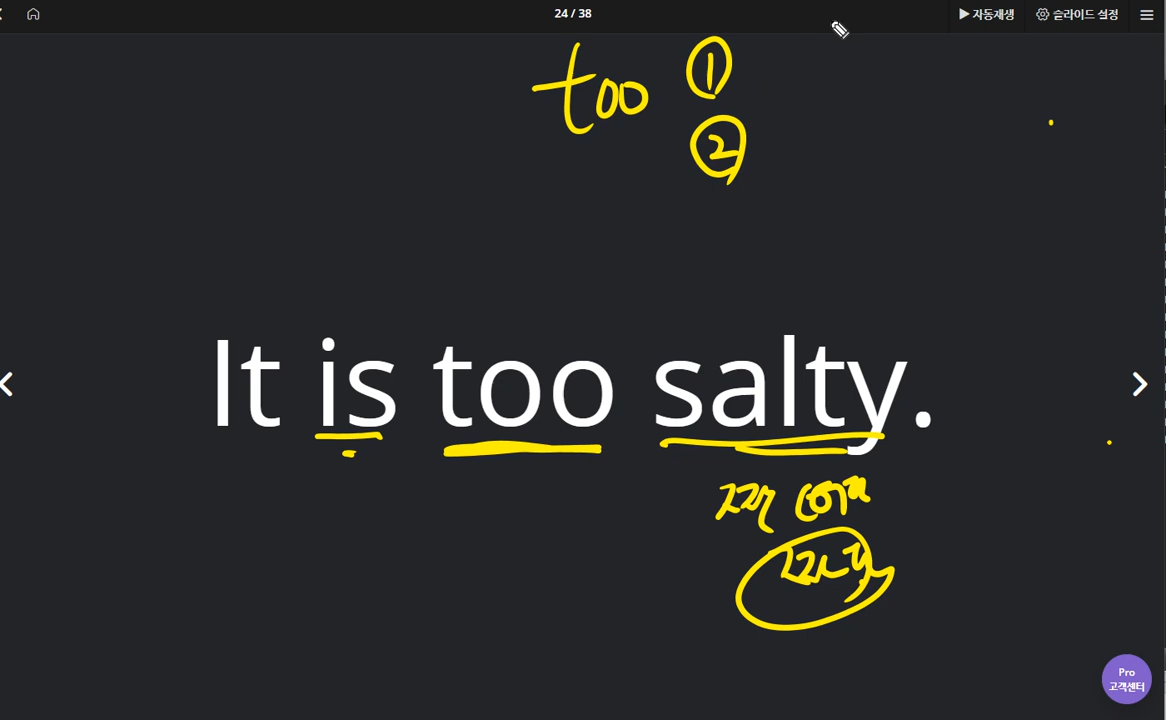 24 / 38
▶ 자동재생
슬라이드 설정
too ①
②
It is too salty.
Pro
고객센터